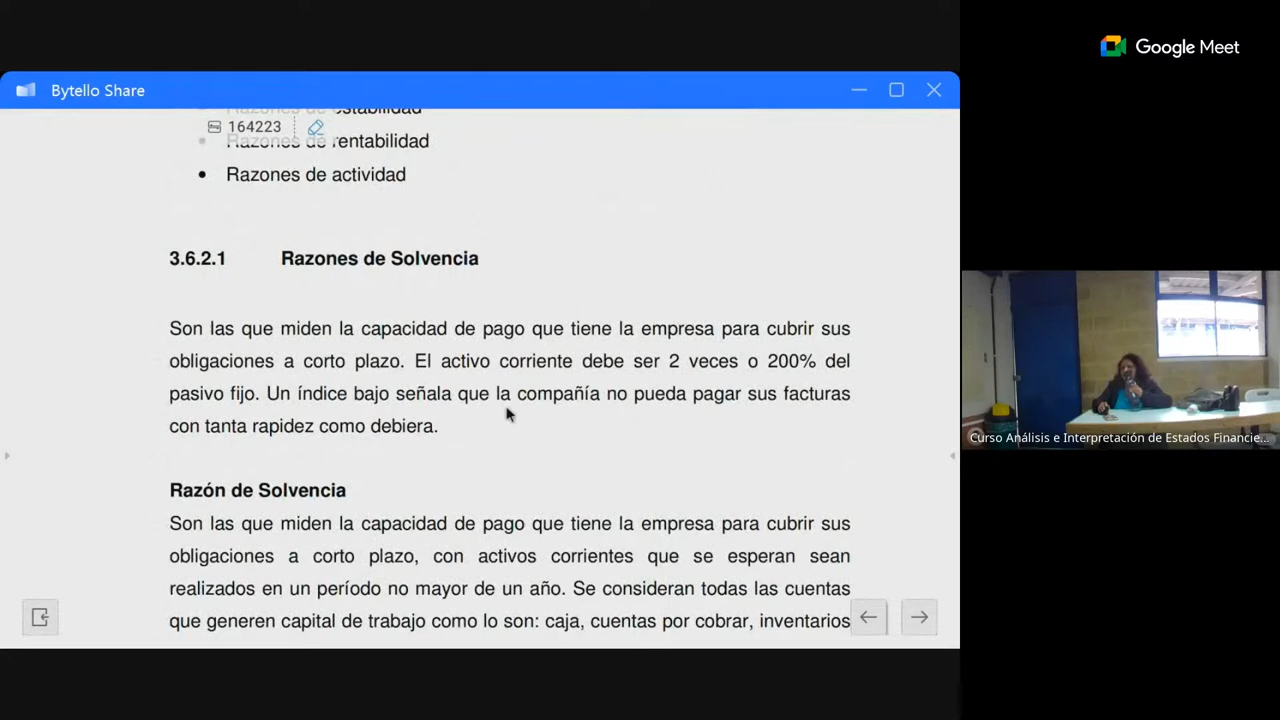 Google Meet
Bytello Share
Razones de estabilidad
164223
Razones de rentabilidad
• Razones de actividad
3.6.2.1 Razones de Solvencia
Son las que miden la capacidad de pago que tiene la empresa para cubrir sus
obligaciones a corto plazo. El activo corriente debe ser 2 veces o 200% del
pasivo fijo. Un índice bajo señala que la compañía no pueda pagar sus facturas
con tanta rapidez como debiera.
Razón de Solvencia
Son las que miden la capacidad de pago que tiene la empresa para cubrir sus
obligaciones a corto plazo, con activos corrientes que se esperan sean
realizados en un período no mayor de un año. Se consideran todas las cuentas
que generen capital de trabajo como lo son: caja, cuentas por cobrar, inventarios
Curso Análisis e Interpretación de Estados Financie...